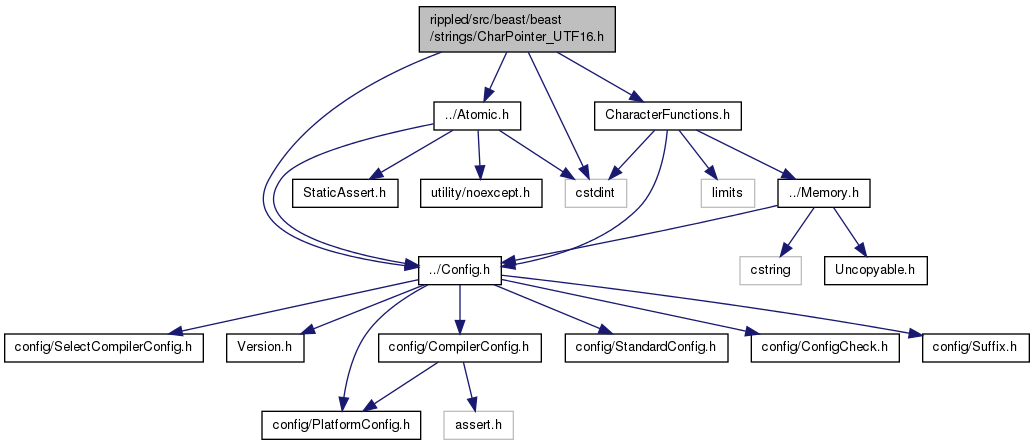 rippled/src/beast/beast
/strings/CharPointer_UTF16.h
../Atomic.h
CharacterFunctions.h
StaticAssert.h
utility/noexcept.h
cstdint
limits
../Memory.h
../Config.h
cstring
Uncopyable.h
config/SelectCompilerConfig.h
Version.h
config/CompilerConfig.h
config/StandardConfig.h
config/ConfigCheck.h
config/Suffix.h
config/PlatformConfig.h
assert.h